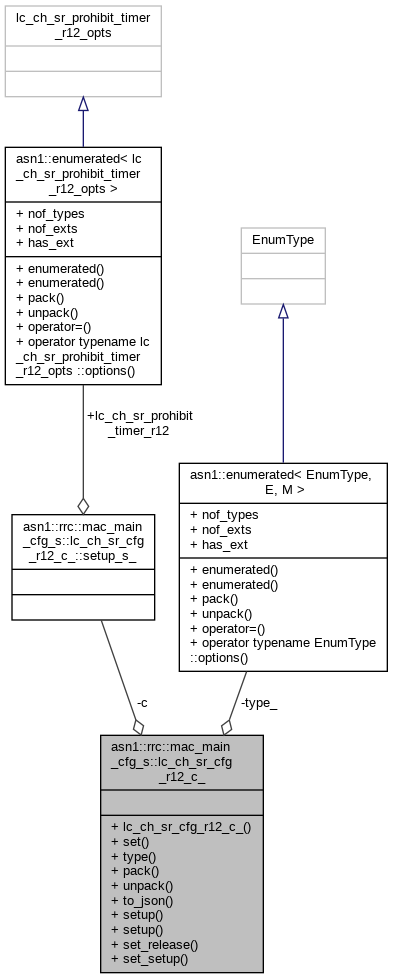 lc_ch_sr_prohibit_timer
_r12_opts
asn1::enumerated< lc
_ch_sr_prohibit_timer
_r12_opts >
+ nof_types
+ nof_exts
+ has_ext
+ enumerated()
+ enumerated()
+ pack()
+ unpack()
+ operator=()
+ operator typename lc
_ch_sr_prohibit_timer
_r12_opts ::options()
EnumType
+lc_ch_sr_prohibit
_timer_r12
asn1::enumerated< EnumType,
E, M >
+ nof_types
+ nof_exts
+ has_ext
+ enumerated()
+ enumerated()
+ pack()
+ unpack()
+ operator=()
+ operator typename EnumType
::options()
asn1::rrc::mac_main
_cfg_s::lc_ch_sr_cfg
_r12_c_::setup_s_
-c
-type_
asn1::rrc::mac_main
_cfg_s::lc_ch_sr_cfg
_r12_c_
+ lc_ch_sr_cfg_r12_c_()
+ set()
+ type()
+ pack()
+ unpack()
+ to_json()
+ setup()
+ setup()
+ set_release()
+ set_setup()